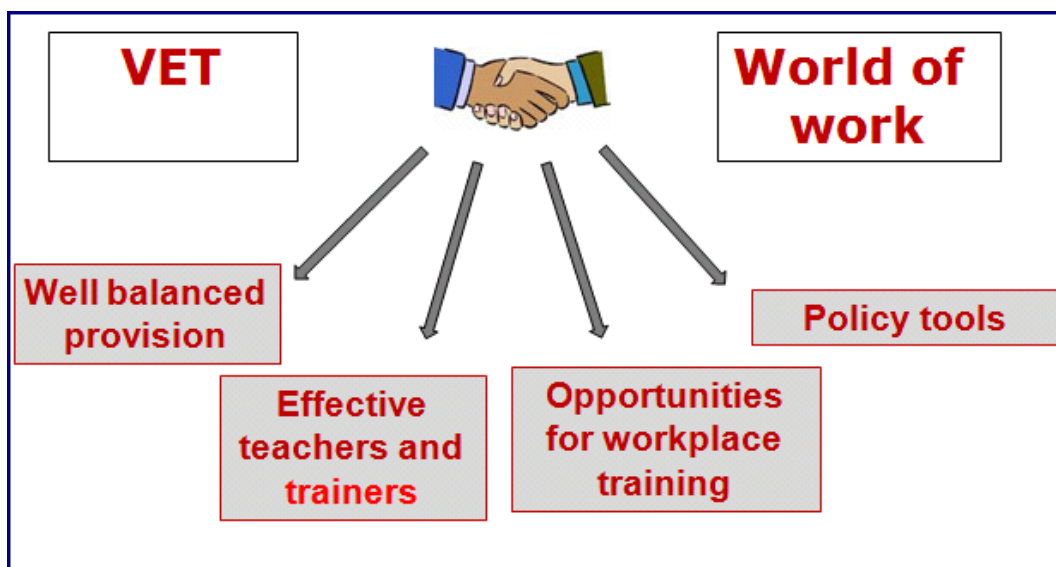 VET
World of
work
Well balanced
provision
Effective
teachers and
trainers
Opportunities
for workplace
training
Policy tools